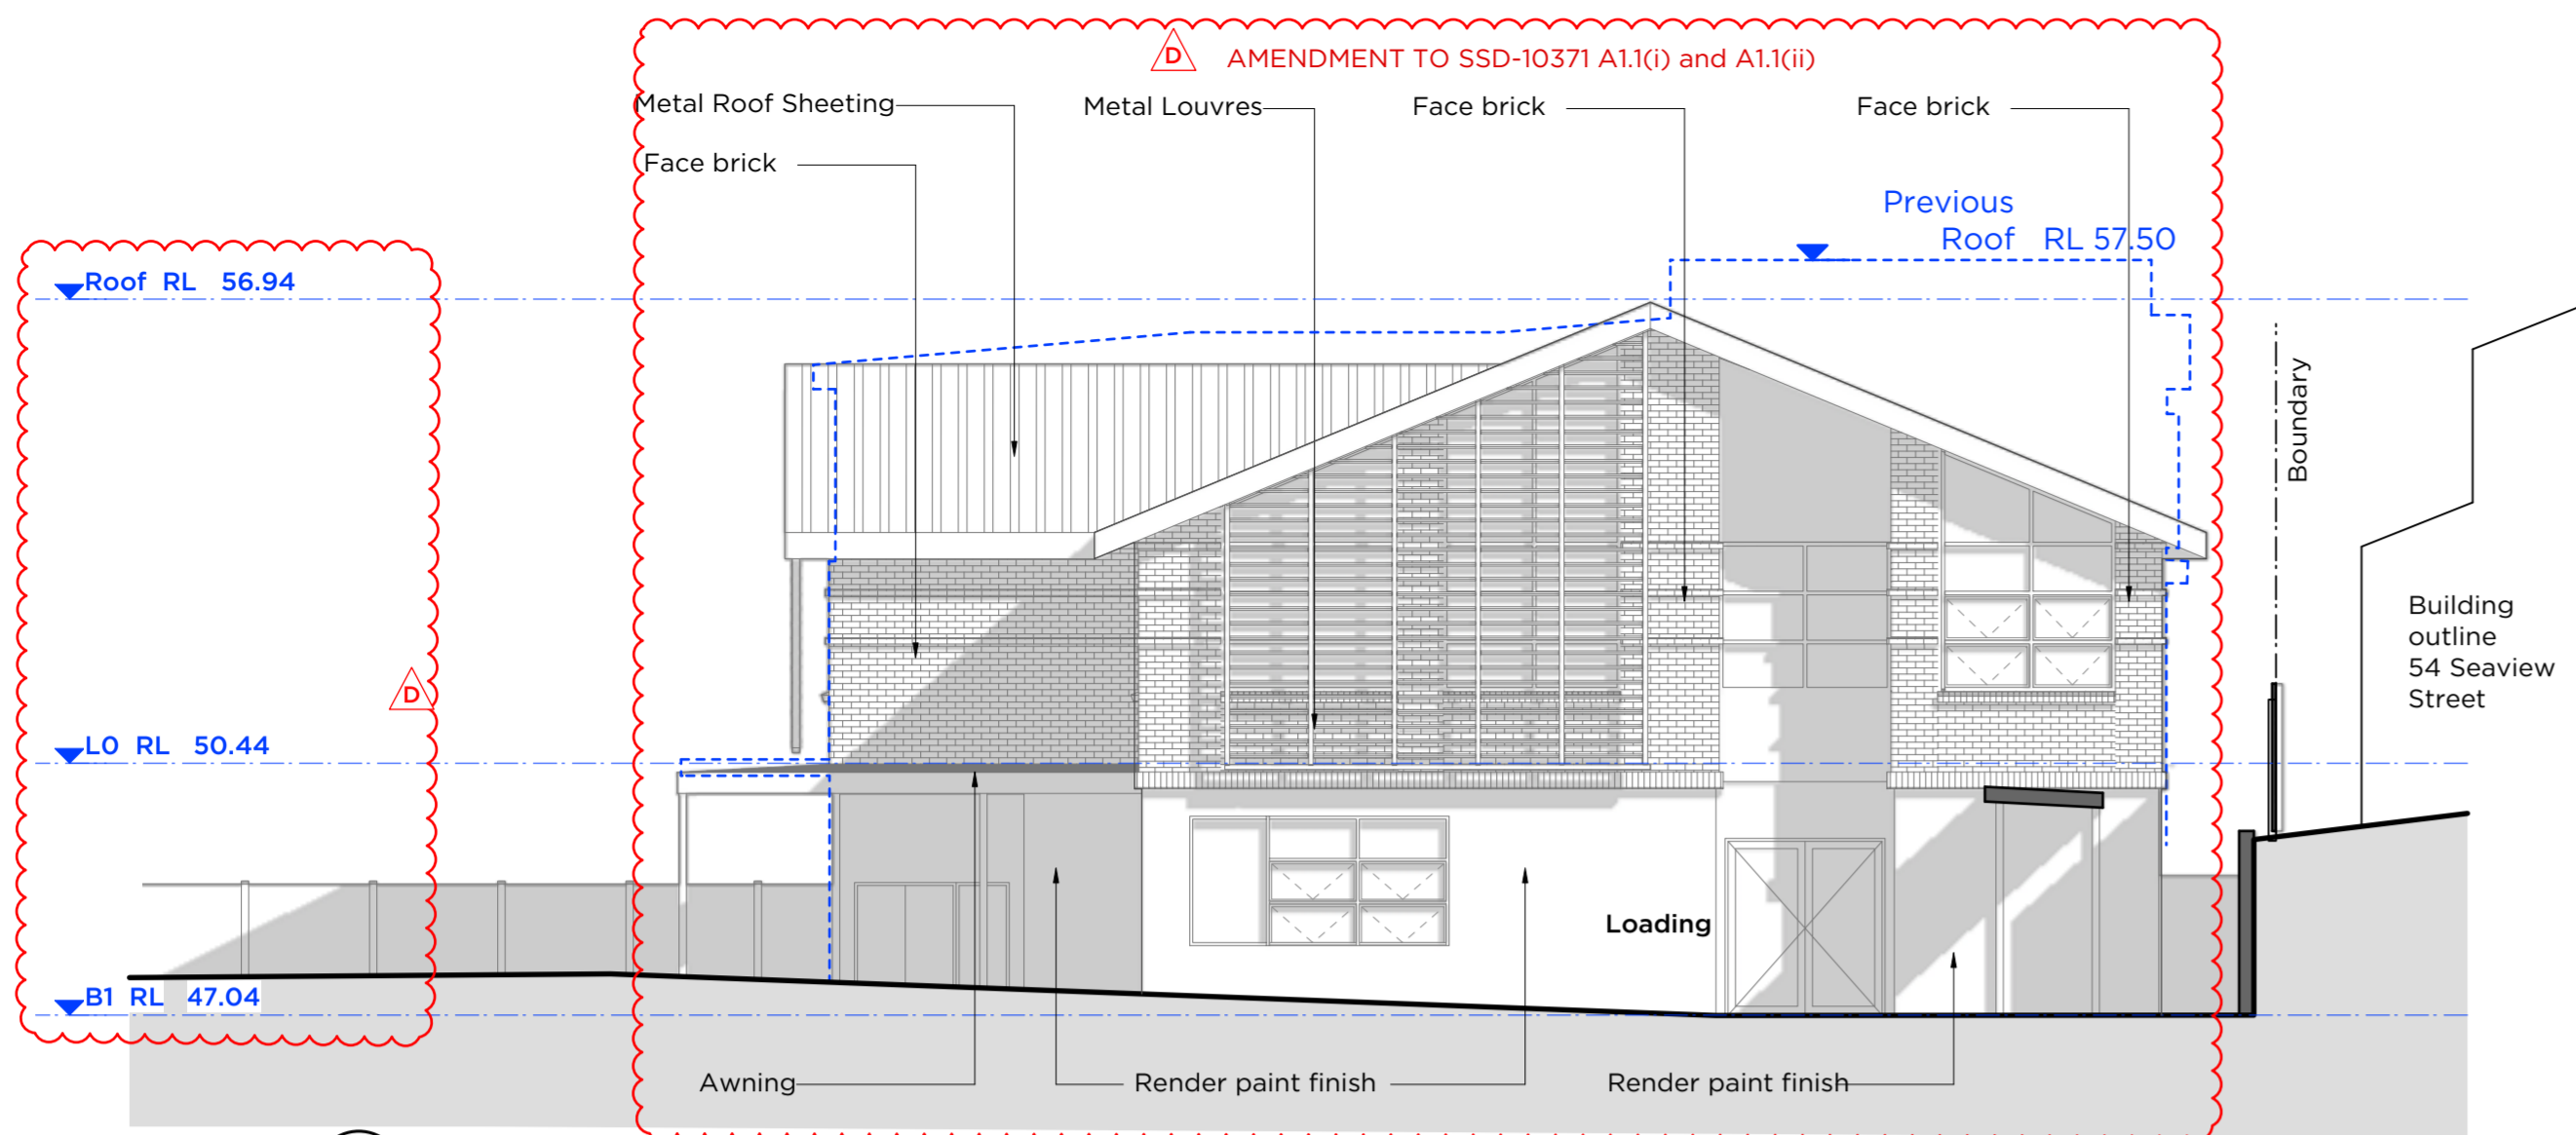 D
AMENDMENT TO SSD-10371 A1.1(i) and A1.1(ii)
Metal Roof Sheeting
Metal Louvres
Face brick
Face brick
Face brick
Previous
Roof RL 57.50
Roof RL 56.94
Boundary
Building
outline
54 Seaview
Street
D
L0 RL 50.44
Loading
B1 RL 47.04
Awning
Render paint finish
Render paint finish